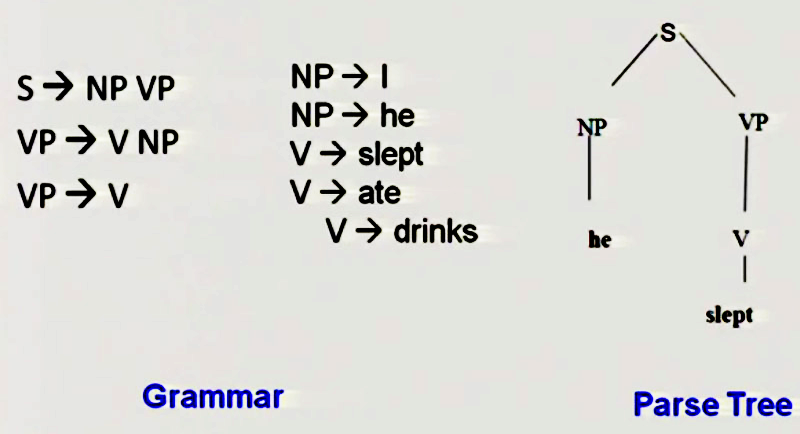 S → NP VP
VP → V NP
VP → V
NP → I
NP → he
V → slept
V → ate
V → drinks
S
NP VP
he V
slept
Grammar
Parse Tree